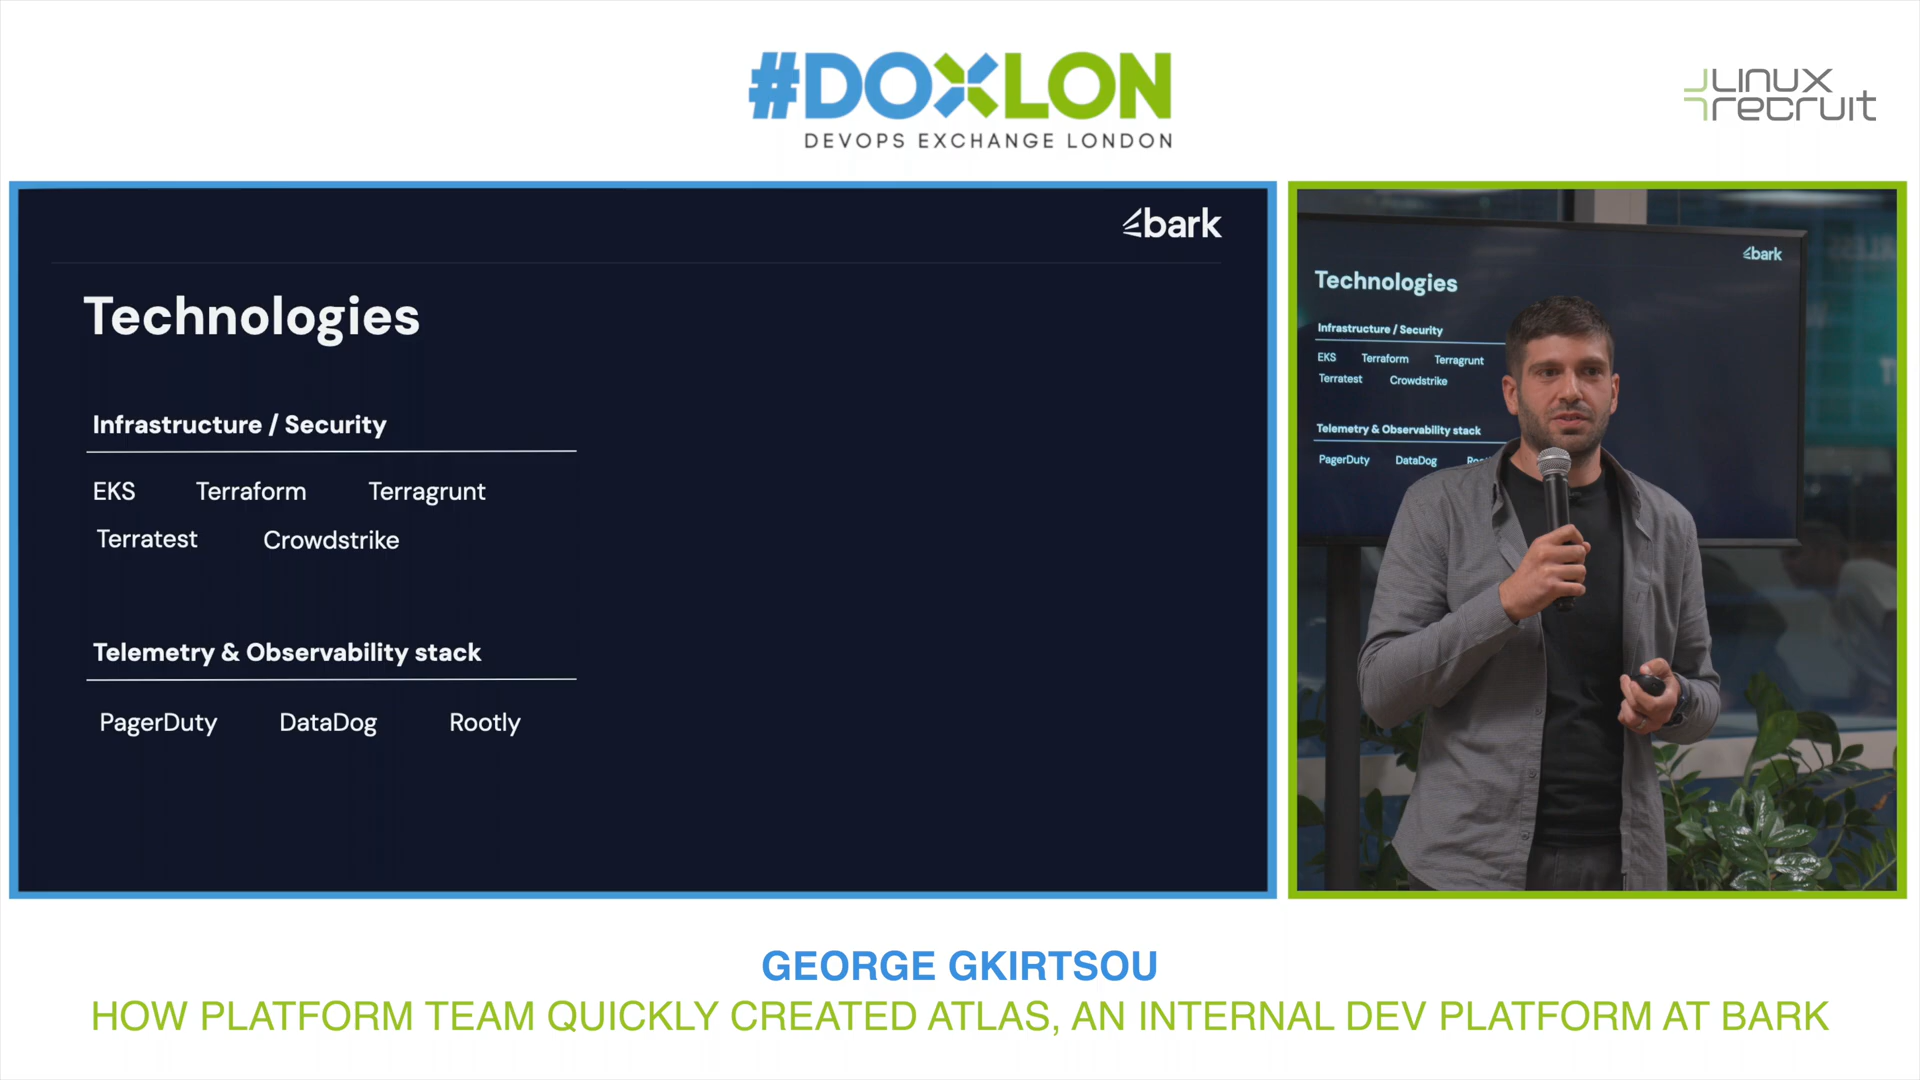 #DOXLON
DEVOPS EXCHANGE LONDON
LINUX
recruit
bark
Technologies
Infrastructure / Security
EKS Terraform Terragrunt
Terratest Crowdstrike
Telemetry & Observability stack
PagerDuty DataDog Rootly
bark
Technologies
Infrastructure / Security
EKS Terraform Terragrunt
Terratest Crowdstrike
Telemetry & Observability stack
PagerDuty DataDog
GEORGE GKIRTSOU
HOW PLATFORM TEAM QUICKLY CREATED ATLAS, AN INTERNAL DEV PLATFORM AT BARK